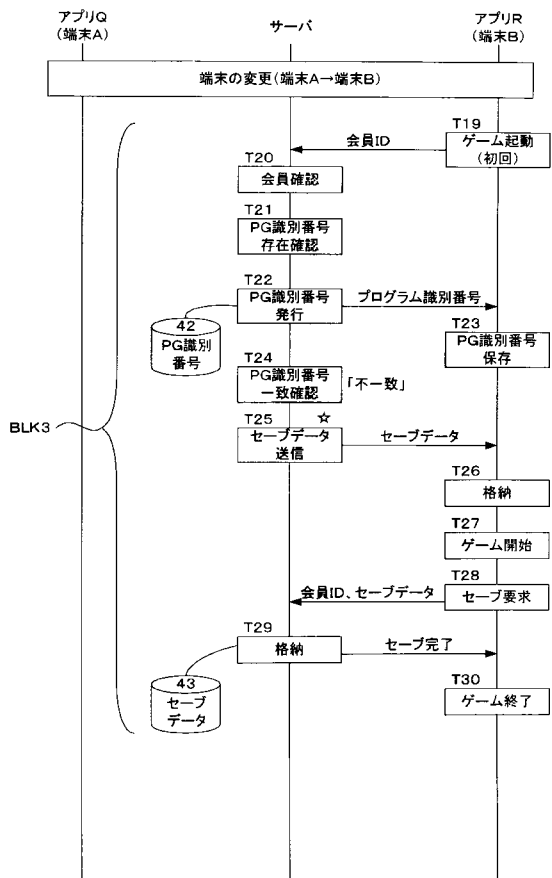 アプリQ
(端末A)
サーバ
アプリR
(端末B)
端末の変更(端末A→端末B)
T19
ゲーム起動
(初回)
会員ID
T20
会員確認
T21
PG識別番号
存在確認
T22
PG識別番号
発行
プログラム識別番号
42
PG識別
番号
T23
PG識別番号
保存
T24
PG識別番号
一致確認
「不一致」
BLK3
T25
☆
セーブデータ
送信
セーブデータ
T26
格納
T27
ゲーム開始
T28
セーブ要求
会員ID、セーブデータ
T29
格納
セーブ完了
43
セーブ
データ
T30
ゲーム終了